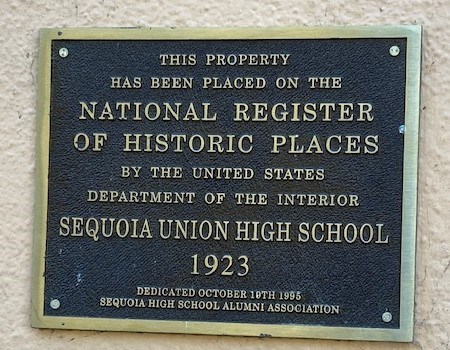 THIS PROPERTY
HAS BEEN PLACED ON THE
NATIONAL REGISTER
OF HISTORIC PLACES
BY THE UNITED STATES
DEPARTMENT OF THE INTERIOR
SEQUOIA UNION HIGH SCHOOL
1923
DEDICATED OCTOBER 19TH 1995
SEQUOIA HIGH SCHOOL ALUMNI ASSOCIATION